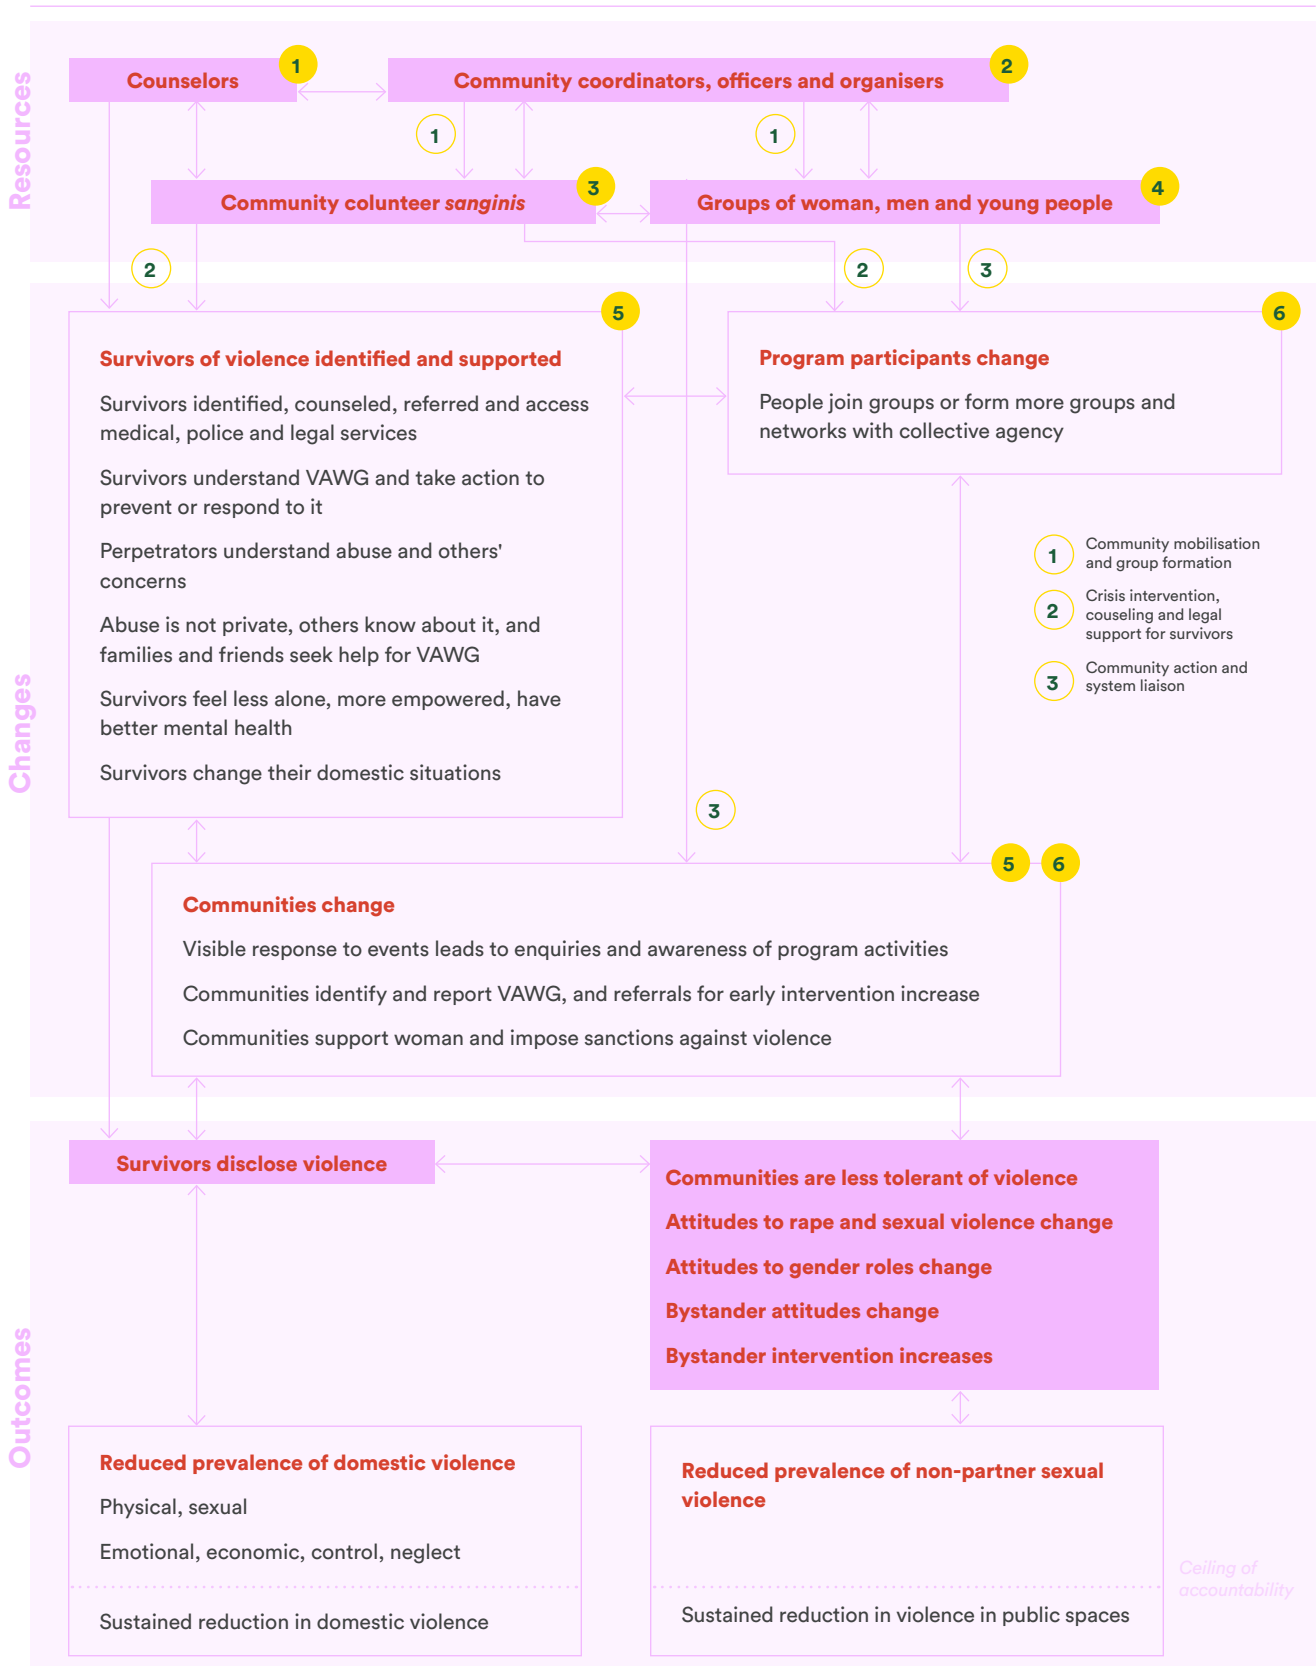 Resources
Counselors
1
Community coordinators, officers and organisers
2
1
1
Community colunteer sanginis
3
Groups of woman, men and young people
4
2
2
3
Changes
5
Survivors of violence identified and supported
Survivors identified, counseled, referred and access
medical, police and legal services
Survivors understand VAWG and take action to
prevent or respond to it
Perpetrators understand abuse and others'
concerns
Abuse is not private, others know about it, and
families and friends seek help for VAWG
Survivors feel less alone, more empowered, have
better mental health
Survivors change their domestic situations
6
Program participants change
People join groups or form more groups and
networks with collective agency
1
Community mobilisation
and group formation
2
Crisis intervention,
couseling and legal
support for survivors
3
Community action and
system liaison
3
5
6
Communities change
Visible response to events leads to enquiries and awareness of program activities
Communities identify and report VAWG, and referrals for early intervention increase
Communities support woman and impose sanctions against violence
Outcomes
Survivors disclose violence
Communities are less tolerant of violence
Attitudes to rape and sexual violence change
Attitudes to gender roles change
Bystander attitudes change
Bystander intervention increases
Reduced prevalence of domestic violence
Physical, sexual
Emotional, economic, control, neglect
Sustained reduction in domestic violence
Reduced prevalence of non-partner sexual
violence
Sustained reduction in violence in public spaces
Ceiling of
accountability